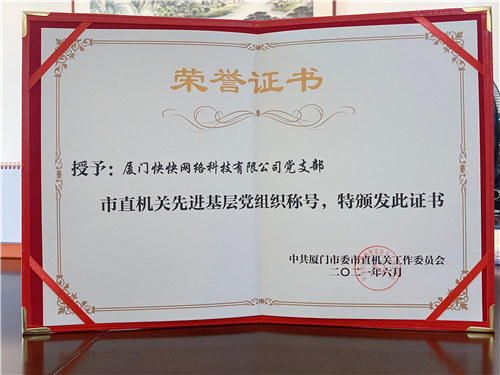 荣誉证书
授予：厦门快快网络科技有限公司党支部
市直机关先进基层党组织称号，特颁发此证书
中共厦门市委市直机关工作委员会
二〇二一年六月